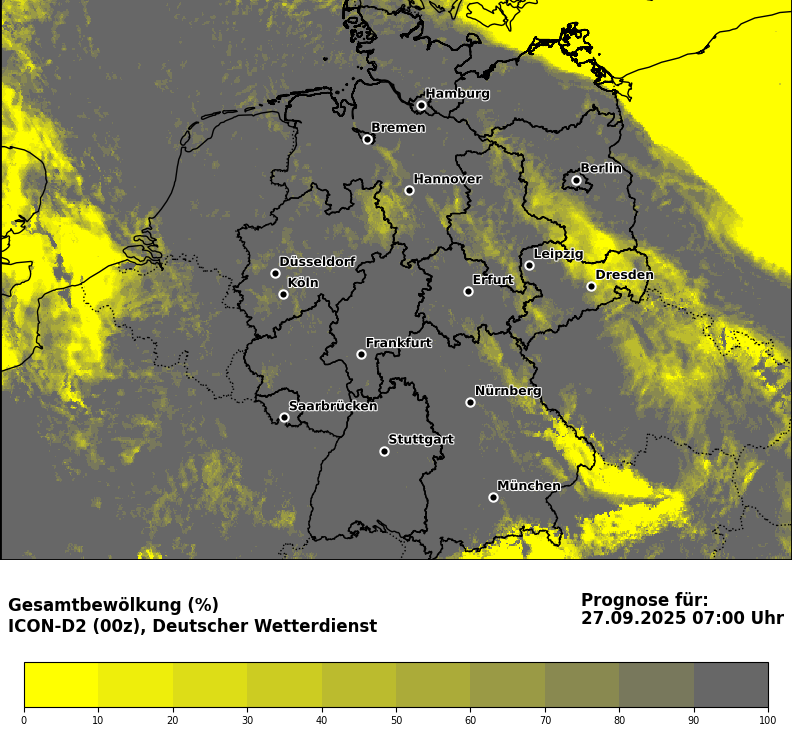 Hamburg
Bremen
Berlin
Hannover
Leipzig
Düsseldorf
Dresden
Köln
Erfurt
Frankfurt
Nürnberg
Saarbrücken
Stuttgart
München
Gesamtbewölkung (%)
ICON-D2 (00z), Deutscher Wetterdienst
Prognose für:
27.09.2025 07:00 Uhr
0 10 20 30 40 50 60 70 80 90 100